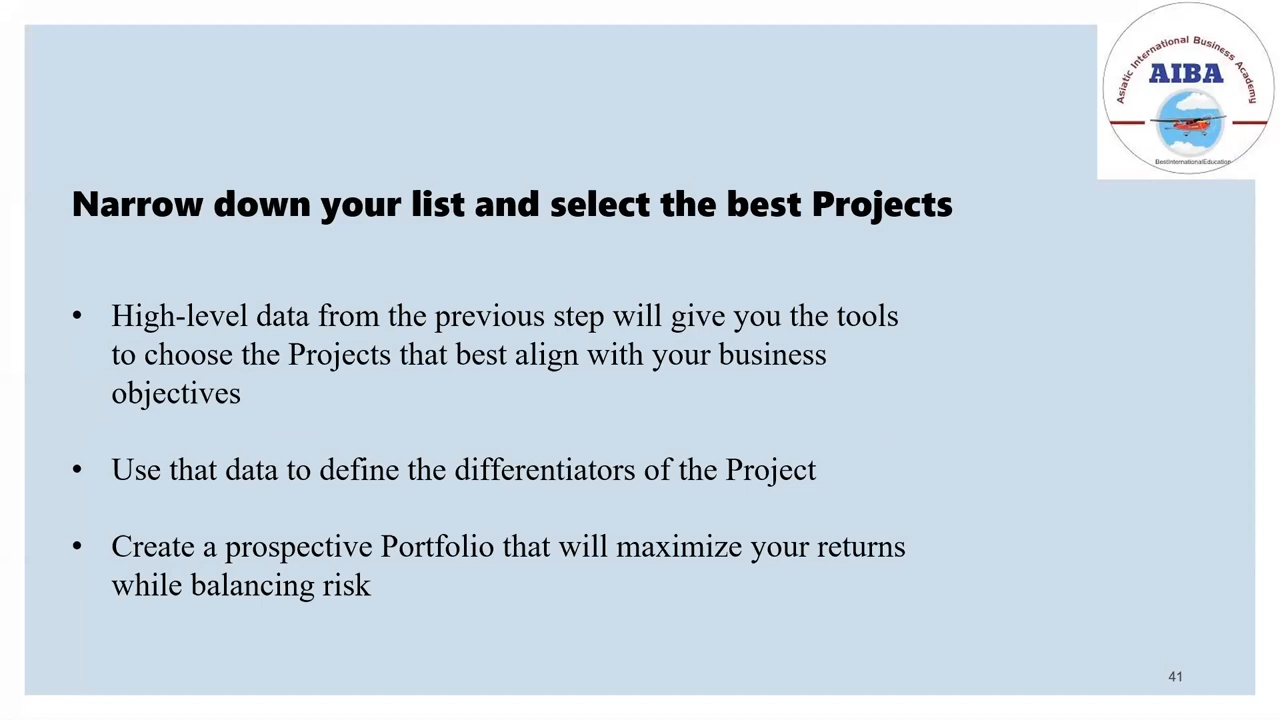 Asiatic International Business Academy
AIBA
BestInternationalEducation
Narrow down your list and select the best Projects
• High-level data from the previous step will give you the tools
to choose the Projects that best align with your business
objectives
• Use that data to define the differentiators of the Project
• Create a prospective Portfolio that will maximize your returns
while balancing risk
41